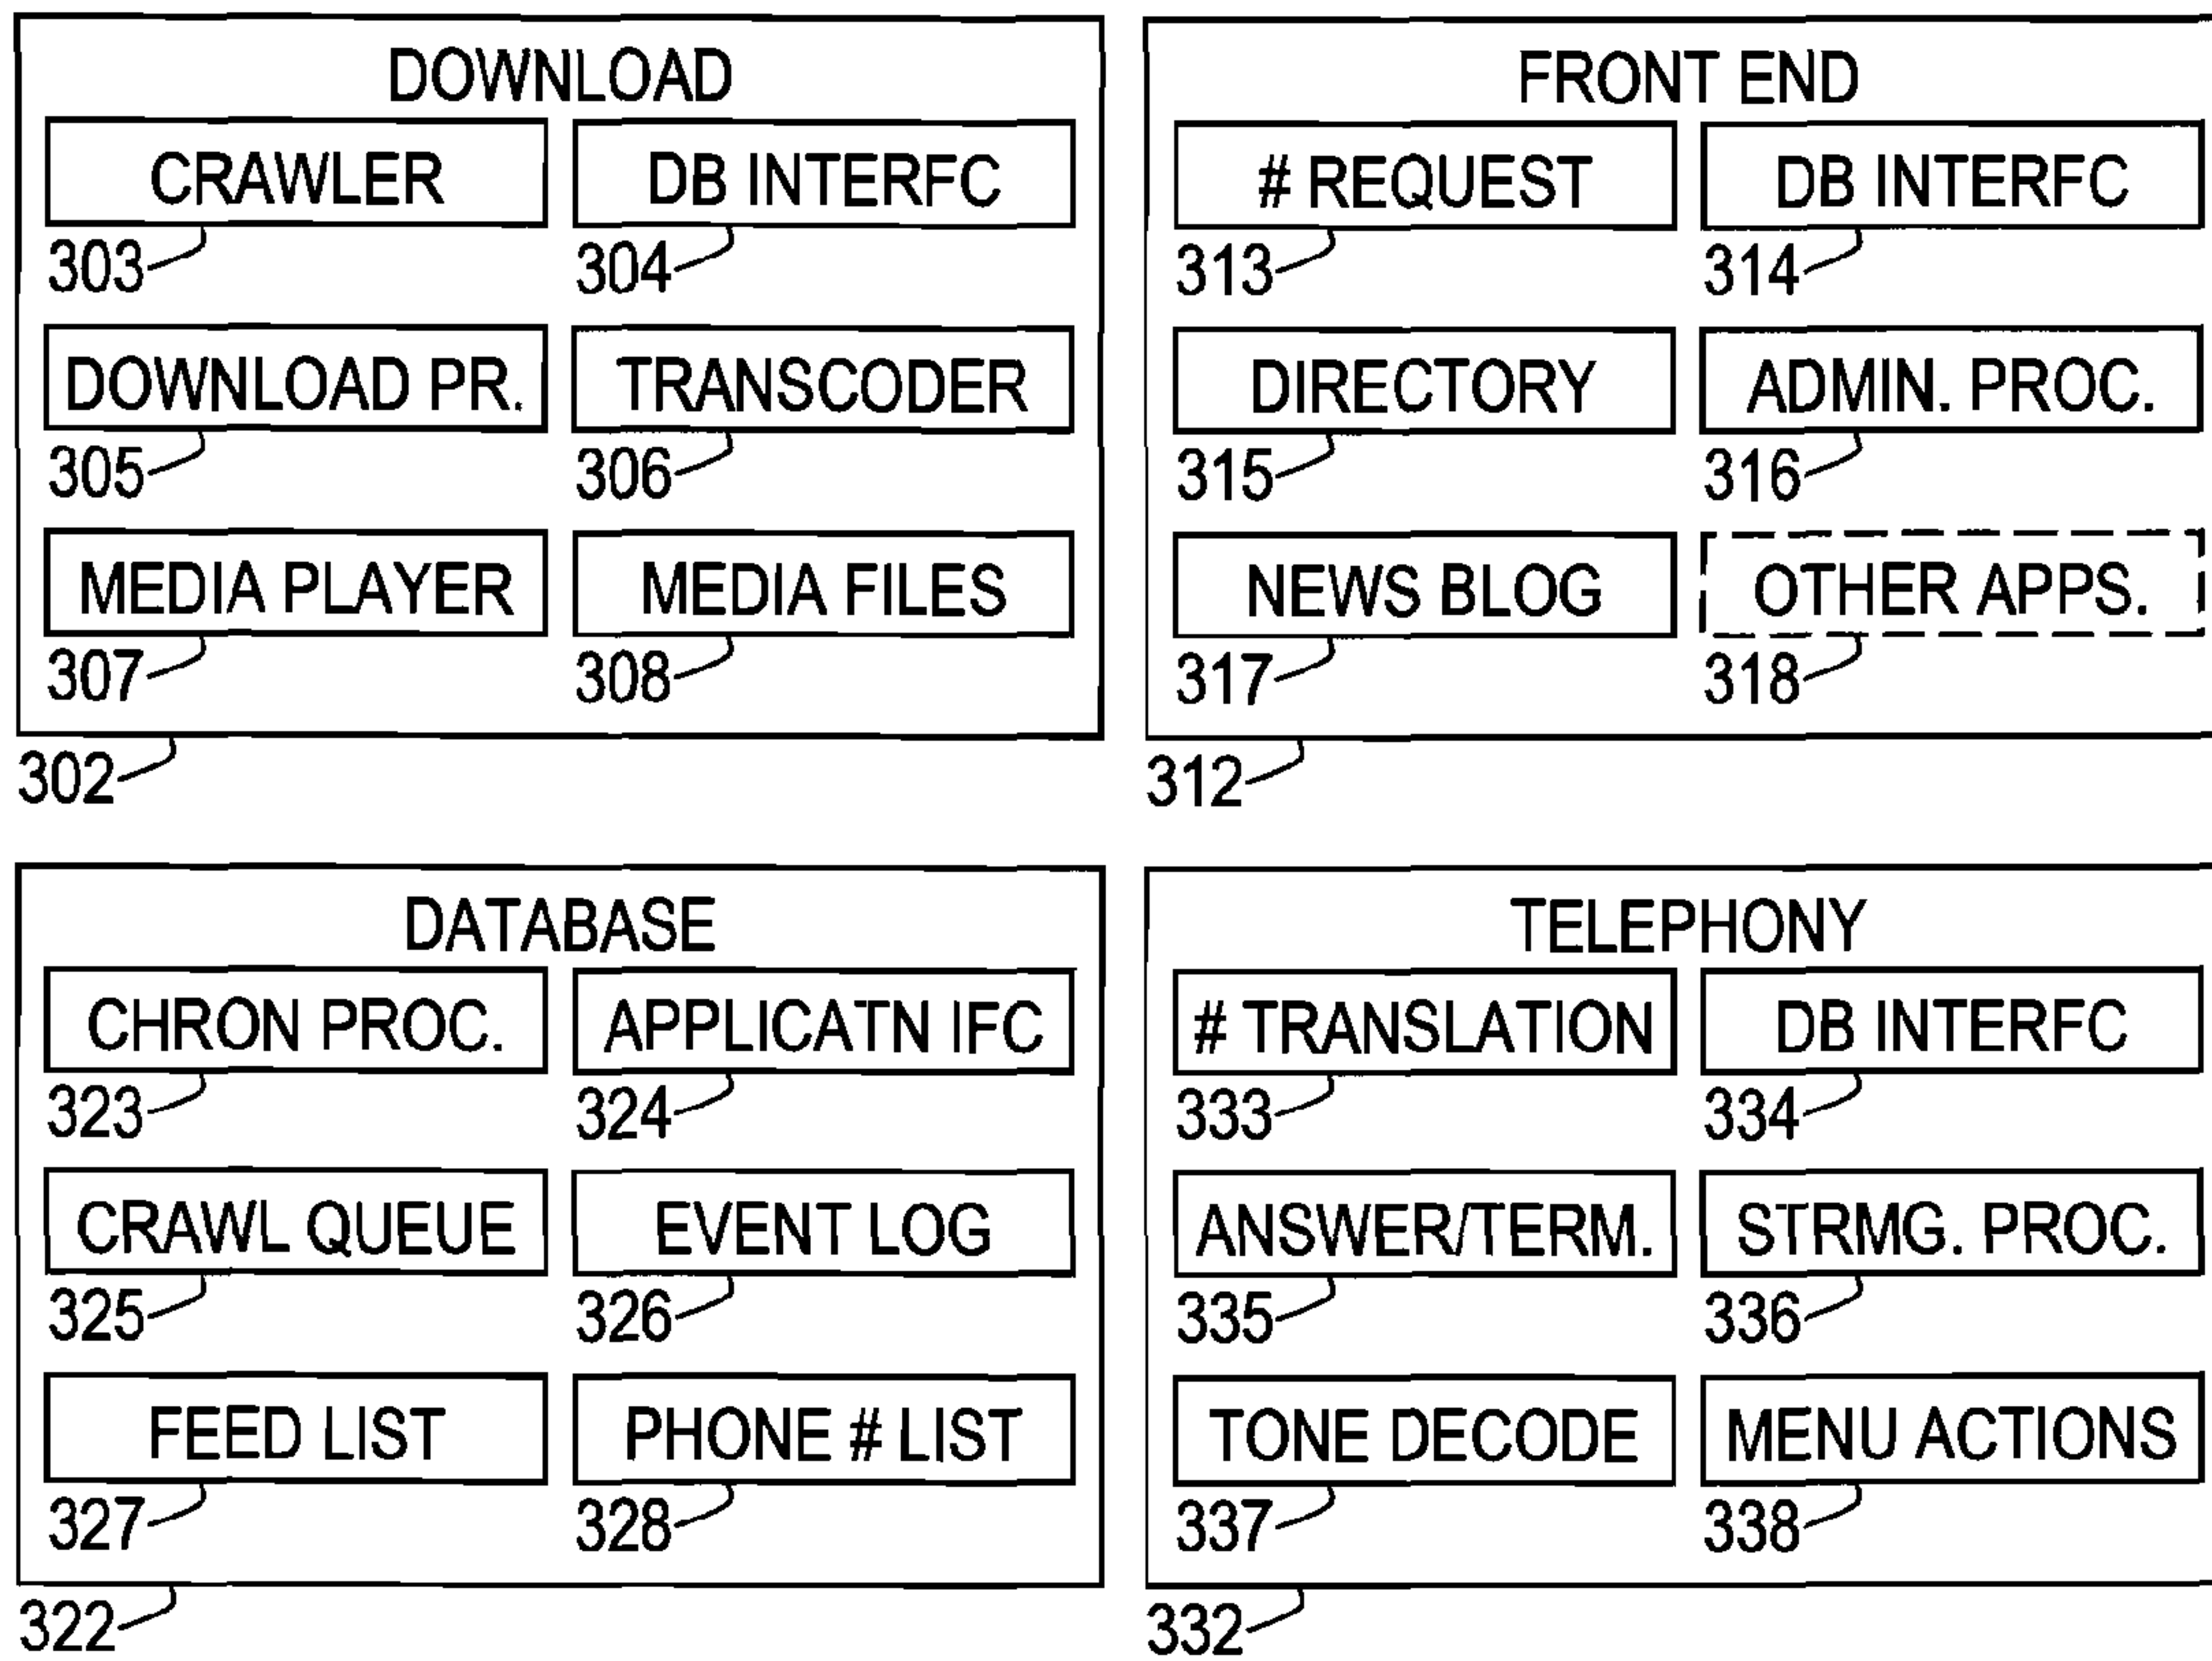 DOWNLOAD
CRAWLER DB INTERFC
303 304
DOWNLOAD PR. TRANSCODER
305 306
MEDIA PLAYER MEDIA FILES
307 308
302
FRONT END
# REQUEST DB INTERFC
313 314
DIRECTORY ADMIN. PROC.
315 316
NEWS BLOG OTHER APPS.
317 318
312
DATABASE
CHRON PROC. APPLICATN IFC
323 324
CRAWL QUEUE EVENT LOG
325 326
FEED LIST PHONE # LIST
327 328
322
TELEPHONY
# TRANSLATION DB INTERFC
333 334
ANSWER/TERM. STRMG. PROC.
335 336
TONE DECODE MENU ACTIONS
337 338
332